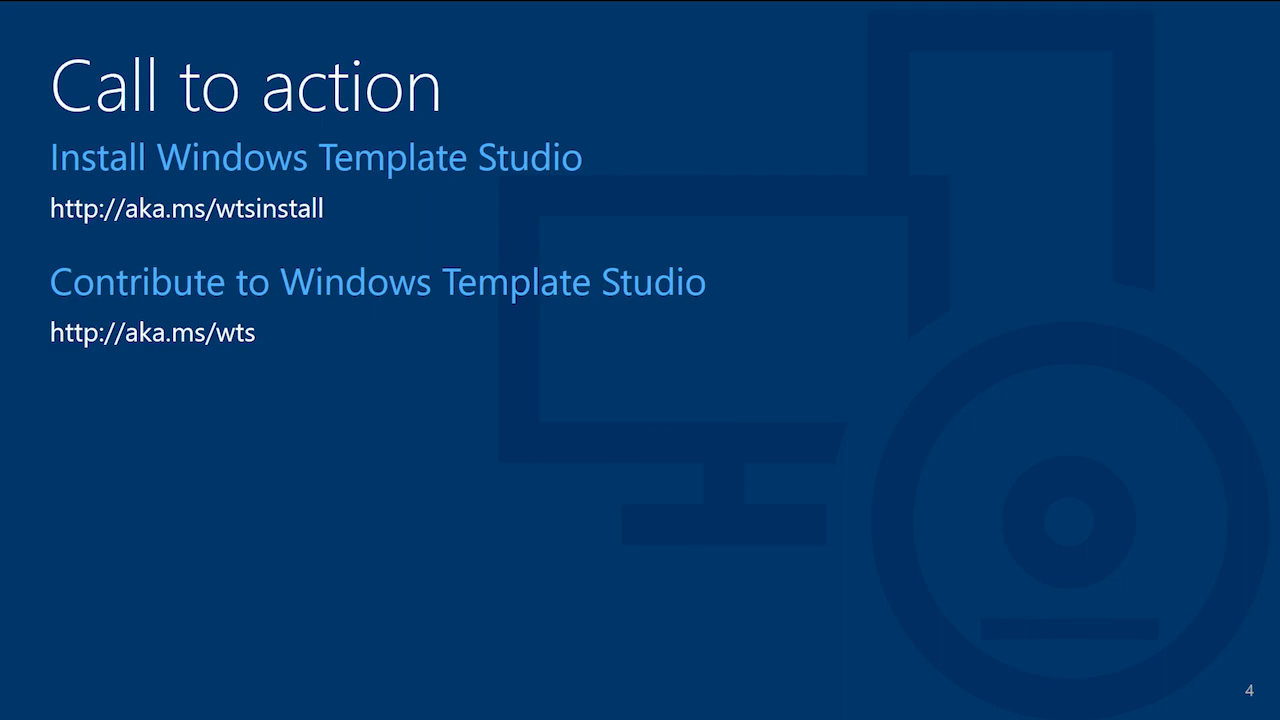 Call to action
Install Windows Template Studio
http://aka.ms/wtsinstall
Contribute to Windows Template Studio
http://aka.ms/wts
4